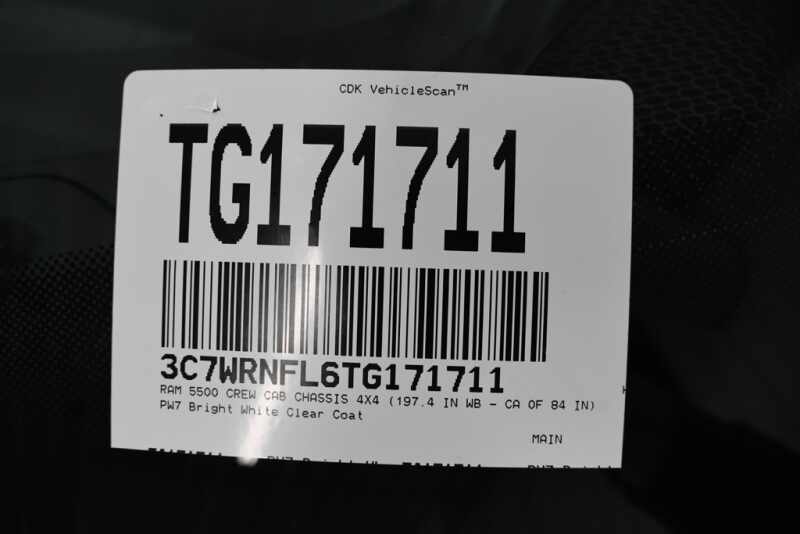 CDK VehicleScan™
TG171711
3C7WRNFL6TG171711
RAM 5500 CREW CAB CHASSIS 4X4 (197.4 IN WB - CA OF 84 IN)
PW7 Bright White Clear Coat
MAIN